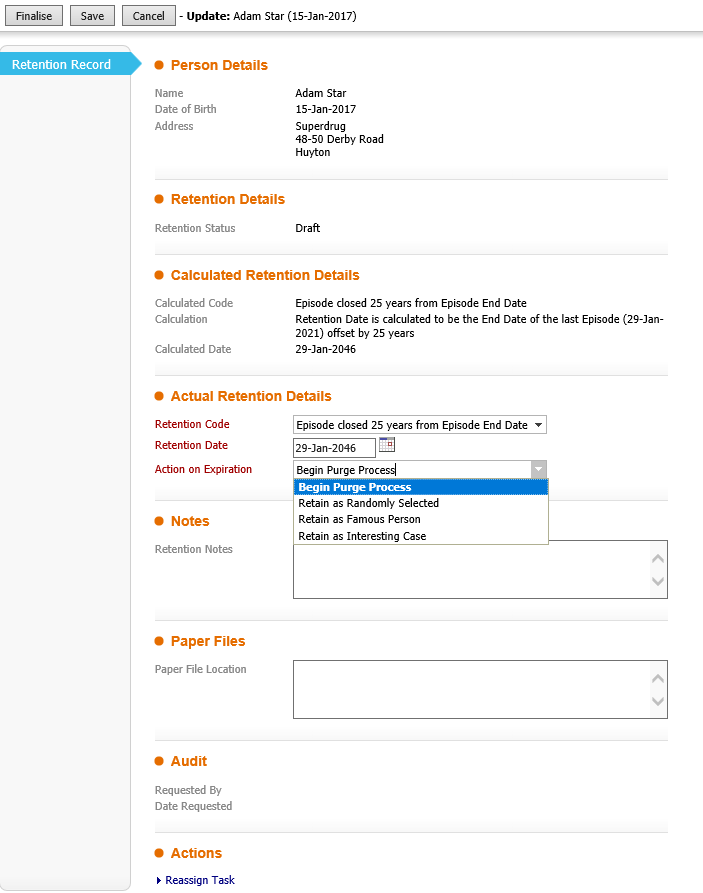 Finalise Save Cancel - Update: Adam Star (15-Jan-2017)
Retention Record
Person Details
Name Adam Star
Date of Birth 15-Jan-2017
Address Superdrug
48-50 Derby Road
Huyton
Retention Details
Retention Status Draft
Calculated Retention Details
Calculated Code Episode closed 25 years from Episode End Date
Calculation Retention Date is calculated to be the End Date of the last Episode (29-Jan-
2021) offset by 25 years
Calculated Date 29-Jan-2046
Actual Retention Details
Retention Code Episode closed 25 years from Episode End Date
Retention Date 29-Jan-2046
Action on Expiration Begin Purge Process
Begin Purge Process
Retain as Randomly Selected
Retain as Famous Person
Retain as Interesting Case
Notes
Retention Notes
Paper Files
Paper File Location
Audit
Requested By
Date Requested
Actions
Reassign Task